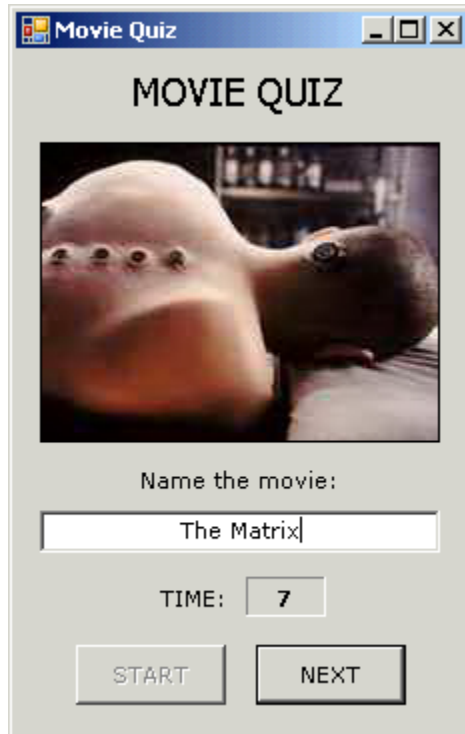 Movie Quiz
MOVIE QUIZ
Name the movie:
The Matrix
TIME: 7
START NEXT